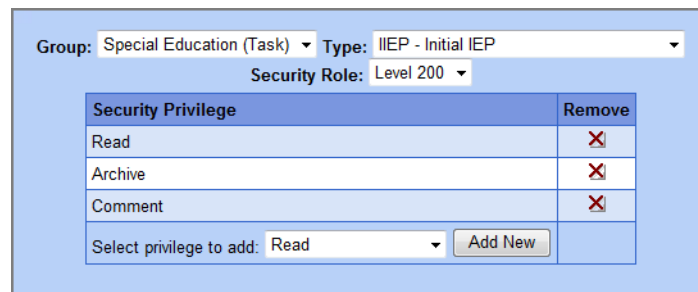 Group: Special Education (Task) Type: IIEP - Initial IEP
Security Role: Level 200
Security Privilege Remove
Read
Archive
Comment
Select privilege to add: Read Add New